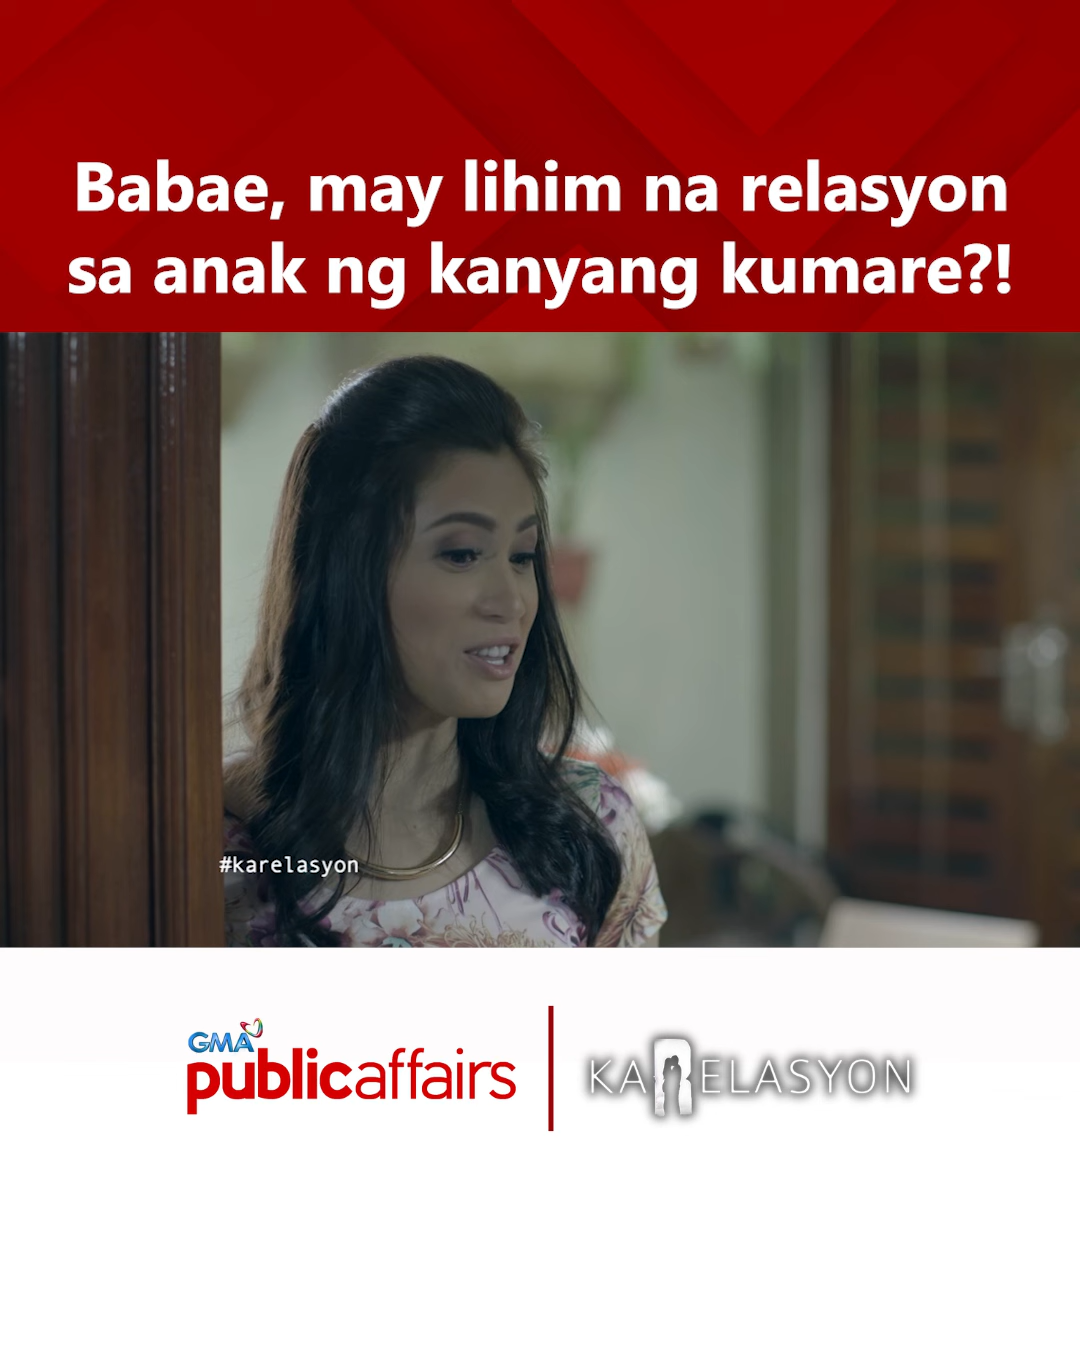 Babae, may lihim na relasyon
sa anak ng kanyang kumare?!
#karelasyon
GMA
publicaffairs
KARELASYON